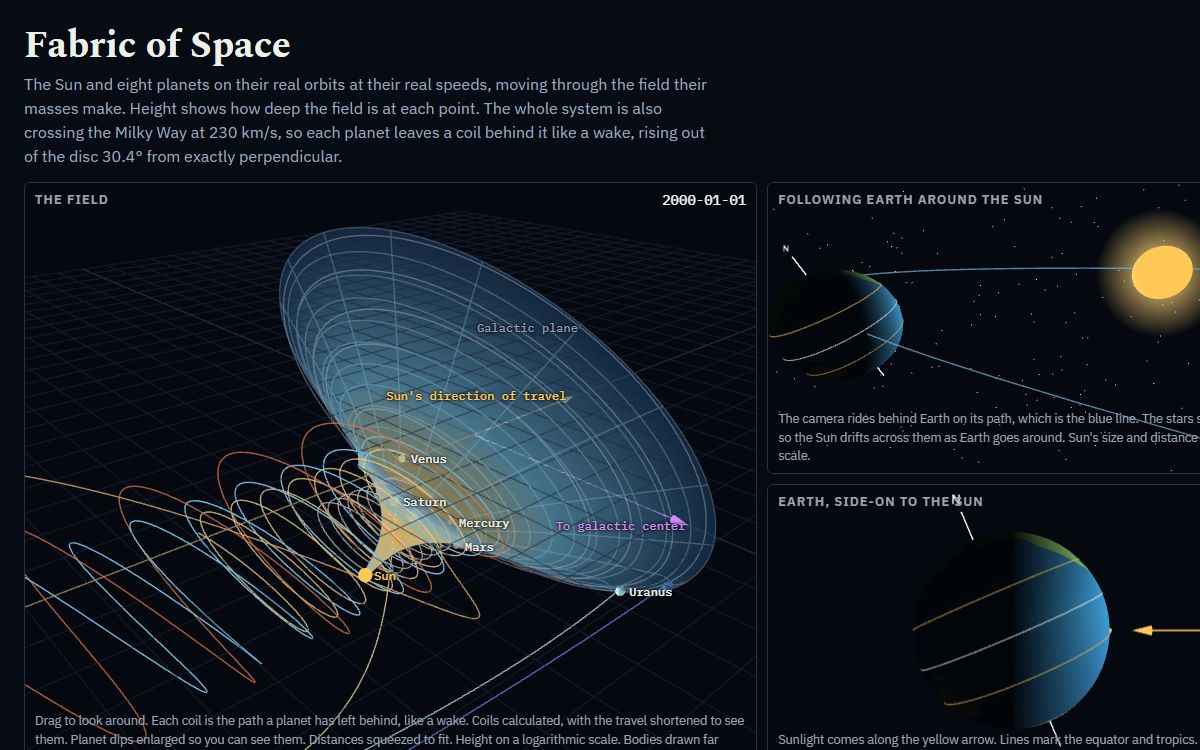 Fabric of Space
The Sun and eight planets on their real orbits at their real speeds, moving through the field their
masses make. Height shows how deep the field is at each point. The whole system is also
crossing the Milky Way at 230 km/s, so each planet leaves a coil behind it like a wake, rising out
of the disc 30.4° from exactly perpendicular.
THE FIELD
2000-01-01
Galactic plane
Sun's direction of travel
Venus
Saturn
Mercury
To galactic center
Mars
Sun
Uranus
Drag to look around. Each coil is the path a planet has left behind, like a wake. Coils calculated, with the travel shortened to see
them. Planet dips enlarged so you can see them. Distances squeezed to fit. Height on a logarithmic scale. Bodies drawn far
FOLLOWING EARTH AROUND THE SUN
N
The camera rides behind Earth on its path, which is the blue line. The stars s
so the Sun drifts across them as Earth goes around. Sun's size and distance
scale.
EARTH, SIDE-ON TO THE SUN
N
Sunlight comes along the yellow arrow. Lines mark the equator and tropics,